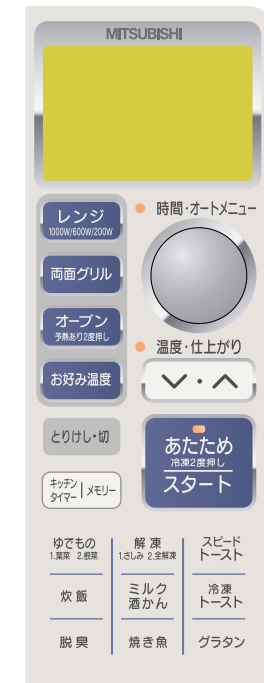 MITSUBISHI
レンジ
1000W/600W/200W
時間・オートメニュー
両面グリル
オーブン
予熱あり2度押し
温度・仕上がり
お好み温度
とりけし・切
あたため
冷凍2度押し
スタート
キッチン
タイマー メモリー
ゆでもの
1.葉菜 2.根菜
解凍
1.さしみ 2.全解凍
スピード
トースト
炊飯
ミルク
酒かん
冷凍
トースト
脱臭
焼き魚
グラタン